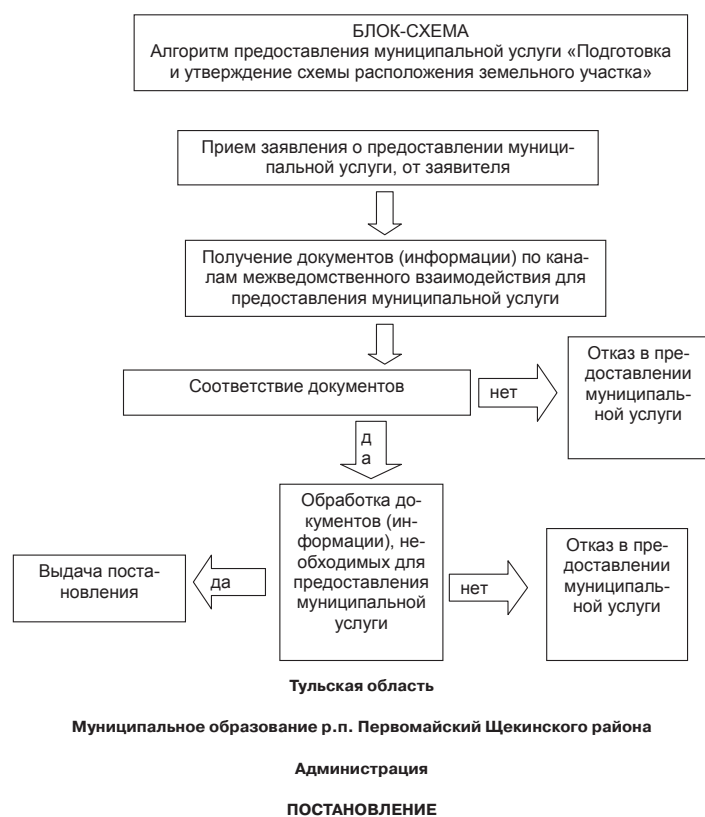 БЛОК-СХЕМА
Алгоритм предоставления муниципальной услуги «Подготовка
и утверждение схемы расположения земельного участка»
Прием заявления о предоставлении муници-
пальной услуги, от заявителя
Получение документов (информации) по кана-
лам межведомственного взаимодействия для
предоставления муниципальной услуги
Соответствие документов
нет
Отказ в пре-
доставлении
муниципаль-
ной услуги
д
а
Обработка до-
кументов (ин-
формации), не-
обходимых для
предоставления
муниципальной
услуги
да
Выдача поста-
новления
нет
Отказ в пре-
доставлении
муниципаль-
ной услуги
Тульская область
Муниципальное образование р.п. Первомайский Щекинского района
Администрация
ПОСТАНОВЛЕНИЕ